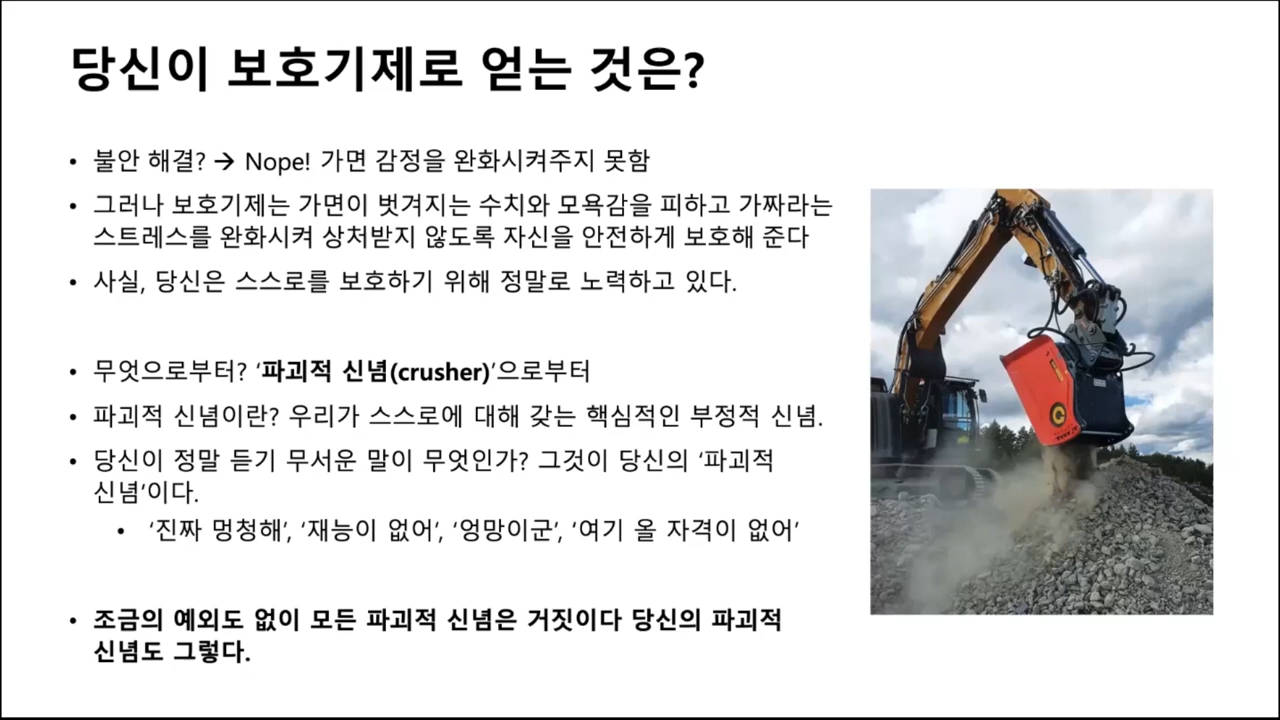 당신이 보호기제로 얻는 것은?
• 불안 해결? → Nope! 가면 감정을 완화시켜주지 못함
• 그러나 보호기제는 가면이 벗겨지는 수치와 모욕감을 피하고 가짜라는
스트레스를 완화시켜 상처받지 않도록 자신을 안전하게 보호해 준다
• 사실, 당신은 스스로를 보호하기 위해 정말로 노력하고 있다.
• 무엇으로부터? ‘파괴적 신념(crusher)’으로부터
• 파괴적 신념이란? 우리가 스스로에 대해 갖는 핵심적인 부정적 신념.
• 당신이 정말 듣기 무서운 말이 무엇인가? 그것이 당신의 ‘파괴적
신념’이다.
• ‘진짜 멍청해’, ‘재능이 없어’, ‘엉망이군’, ‘여기 올 자격이 없어’
• 조금의 예외도 없이 모든 파괴적 신념은 거짓이다 당신의 파괴적
신념도 그렇다.